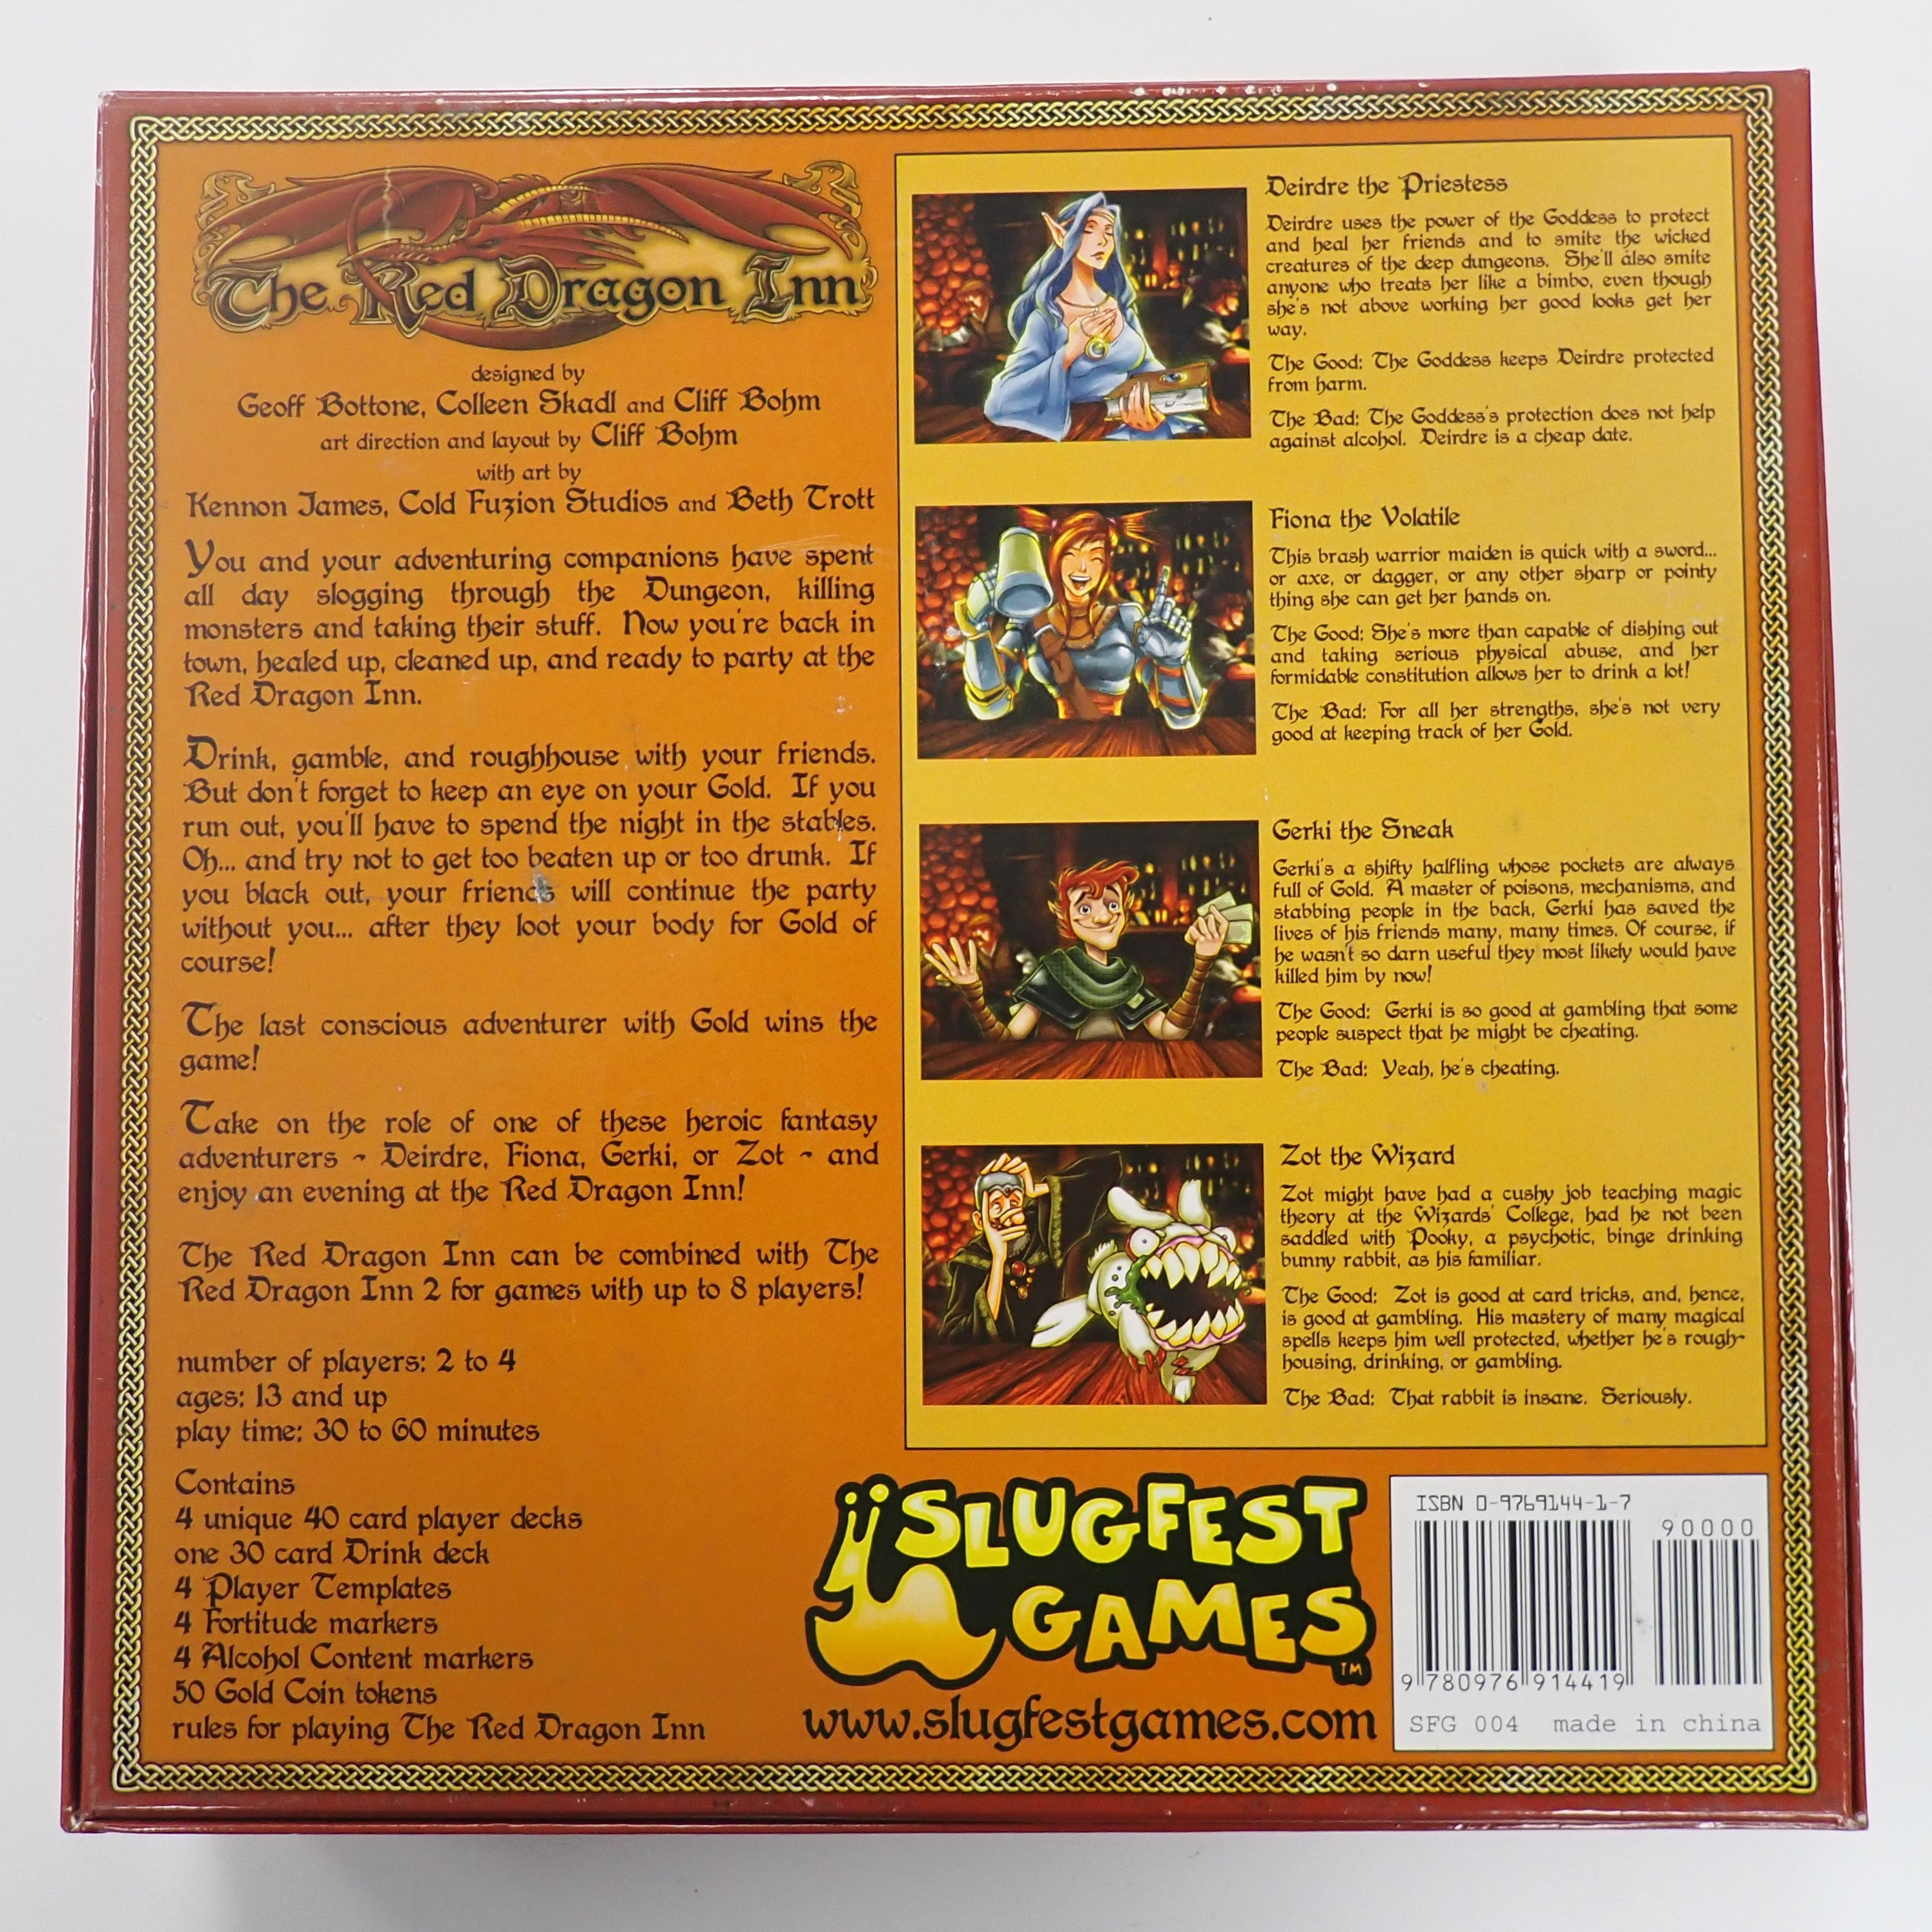 The Red Dragon Inn
designed by
Geoff Bottone, Colleen Skadl and Cliff Bohm
art direction and layout by Cliff Bohm
with art by
Kennon James, Cold Fuzion Studios and Beth Trott
You and your adventuring companions have spent
all day slogging through the Dungeon, killing
monsters and taking their stuff. Now you're back in
town, healed up, cleaned up, and ready to party at the
Red Dragon Inn.
Drink, gamble, and roughhouse with your friends.
But don't forget to keep an eye on your Gold. If you
run out, you'll have to spend the night in the stables.
Oh... and try not to get too beaten up or too drunk. If
you black out, your friends will continue the party
without you... after they loot your body for Gold of
course!
The last conscious adventurer with Gold wins the
game!
Take on the role of one of these heroic fantasy
adventurers ~ Deirdre, Fiona, Gerki, or Zot ~ and
enjoy an evening at the Red Dragon Inn!
The Red Dragon Inn can be combined with The
Red Dragon Inn 2 for games with up to 8 players!
number of players: 2 to 4
ages: 13 and up
play time: 30 to 60 minutes
Contains
4 unique 40 card player decks
one 30 card Drink deck
4 Player Templates
4 Fortitude markers
4 Alcohol Content markers
50 Gold Coin tokens
rules for playing The Red Dragon Inn
Deirdre the Priestess
Deirdre uses the power of the Goddess to protect
and heal her friends and to smite the wicked
creatures of the deep dungeons. She'll also smite
anyone who treats her like a bimbo, even though
she's not above working her good looks get her
way.
The Good: The Goddess keeps Deirdre protected
from harm.
The Bad: The Goddess's protection does not help
against alcohol. Deirdre is a cheap date.
Fiona the Volatile
This brash warrior maiden is quick with a sword...
or axe, or dagger, or any other sharp or pointy
thing she can get her hands on.
The Good: She's more than capable of dishing out
and taking serious physical abuse, and her
formidable constitution allows her to drink a lot!
The Bad: For all her strengths, she's not very
good at keeping track of her Gold.
Gerki the Sneak
Gerki's a shifty halfling whose pockets are always
full of Gold. A master of poisons, mechanisms, and
stabbing people in the back, Gerki has saved the
lives of his friends many, many times. Of course, if
he wasn't so darn useful they most likely would have
killed him by now!
The Good: Gerki is so good at gambling that some
people suspect that he might be cheating.
The Bad: Yeah, he's cheating.
Zot the Wizard
Zot might have had a cushy job teaching magic
theory at the Wizards' College, had he not been
saddled with Pooky, a psychotic, binge drinking
bunny rabbit, as his familiar.
The Good: Zot is good at card tricks, and, hence,
is good at gambling. His mastery of many magical
spells keeps him well protected, whether he's rough-
housing, drinking, or gambling.
The Bad: That rabbit is insane. Seriously.
SLUGFEST
GAMES
TM
www.slugfestgames.com
ISBN 0-9769144-1-7
90000
9 780976 914419
SFG 004 made in china